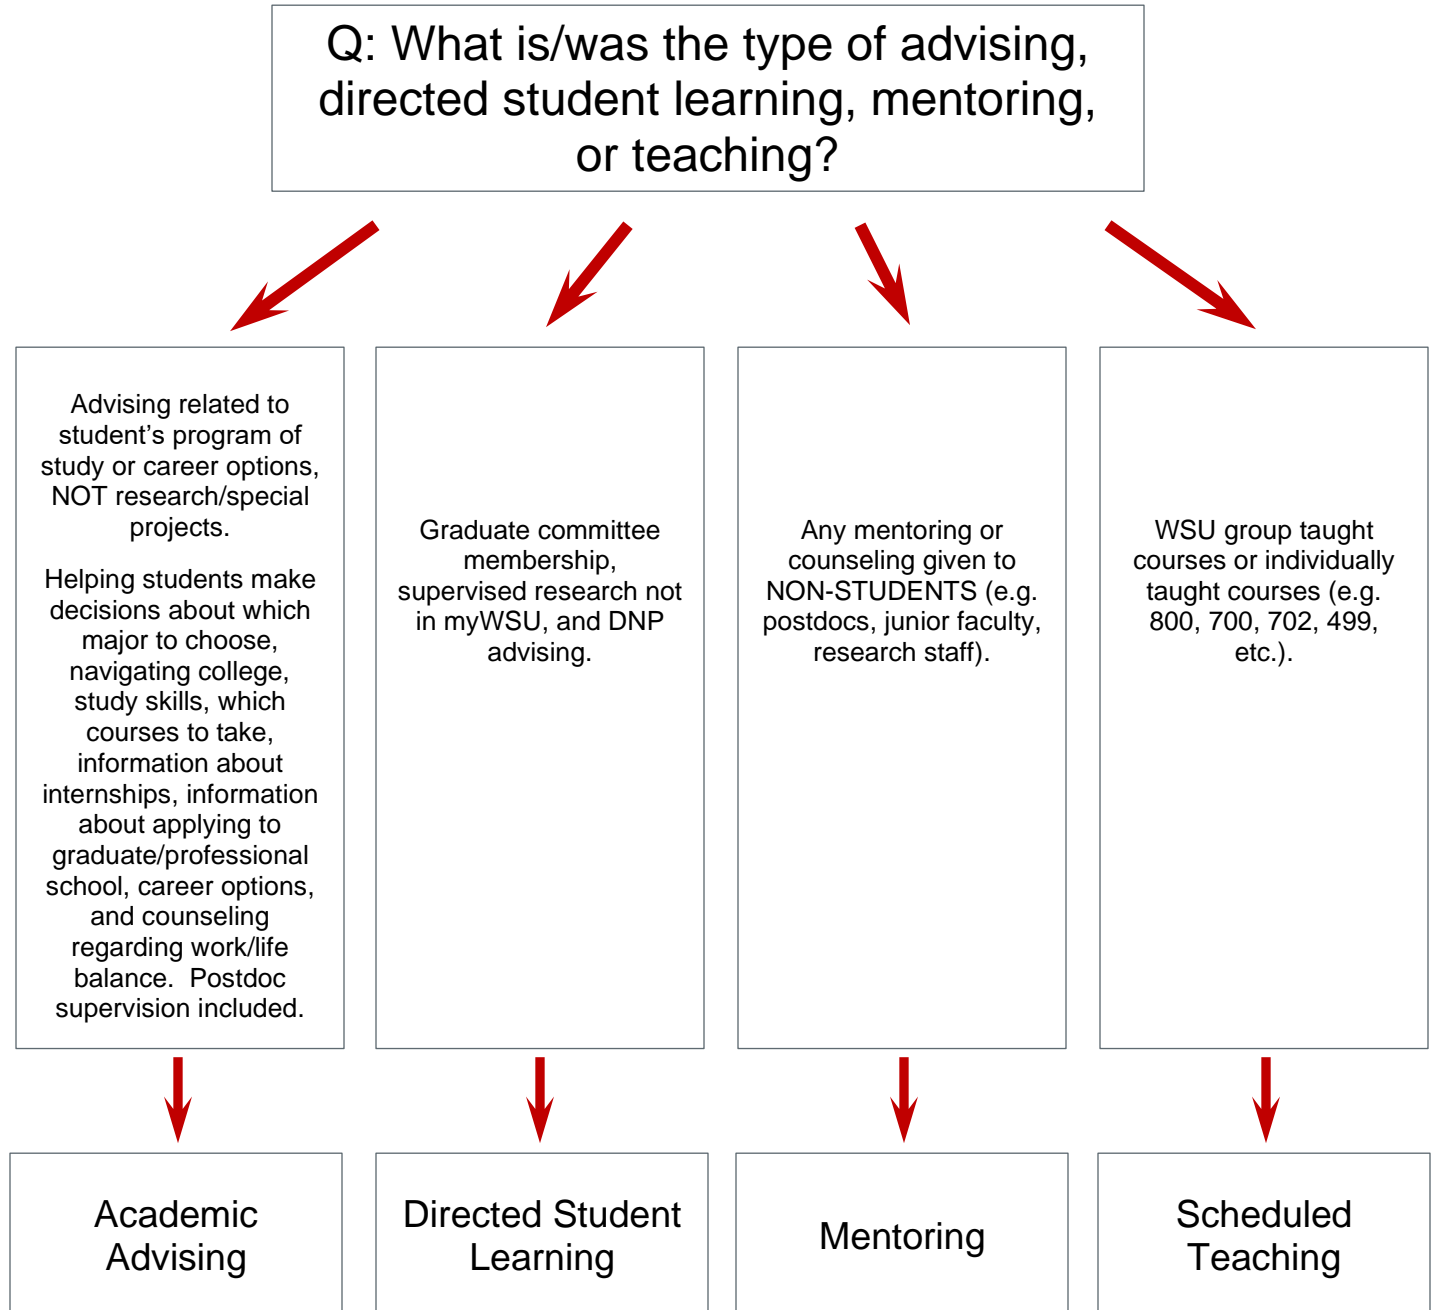 Q: What is/was the type of advising,
directed student learning, mentoring,
or teaching?
Advising related to
student’s program of
study or career options,
NOT research/special
projects.
Helping students make
decisions about which
major to choose,
navigating college,
study skills, which
courses to take,
information about
internships, information
about applying to
graduate/professional
school, career options,
and counseling
regarding work/life
balance.  Postdoc
supervision included.
Graduate committee
membership,
supervised research not
in myWSU, and DNP
advising.
Any mentoring or
counseling given to
NON-STUDENTS (e.g.
postdocs, junior faculty,
research staff).
WSU group taught
courses or individually
taught courses (e.g.
800, 700, 702, 499,
etc.).
Academic
Advising
Directed Student
Learning
Mentoring
Scheduled
Teaching